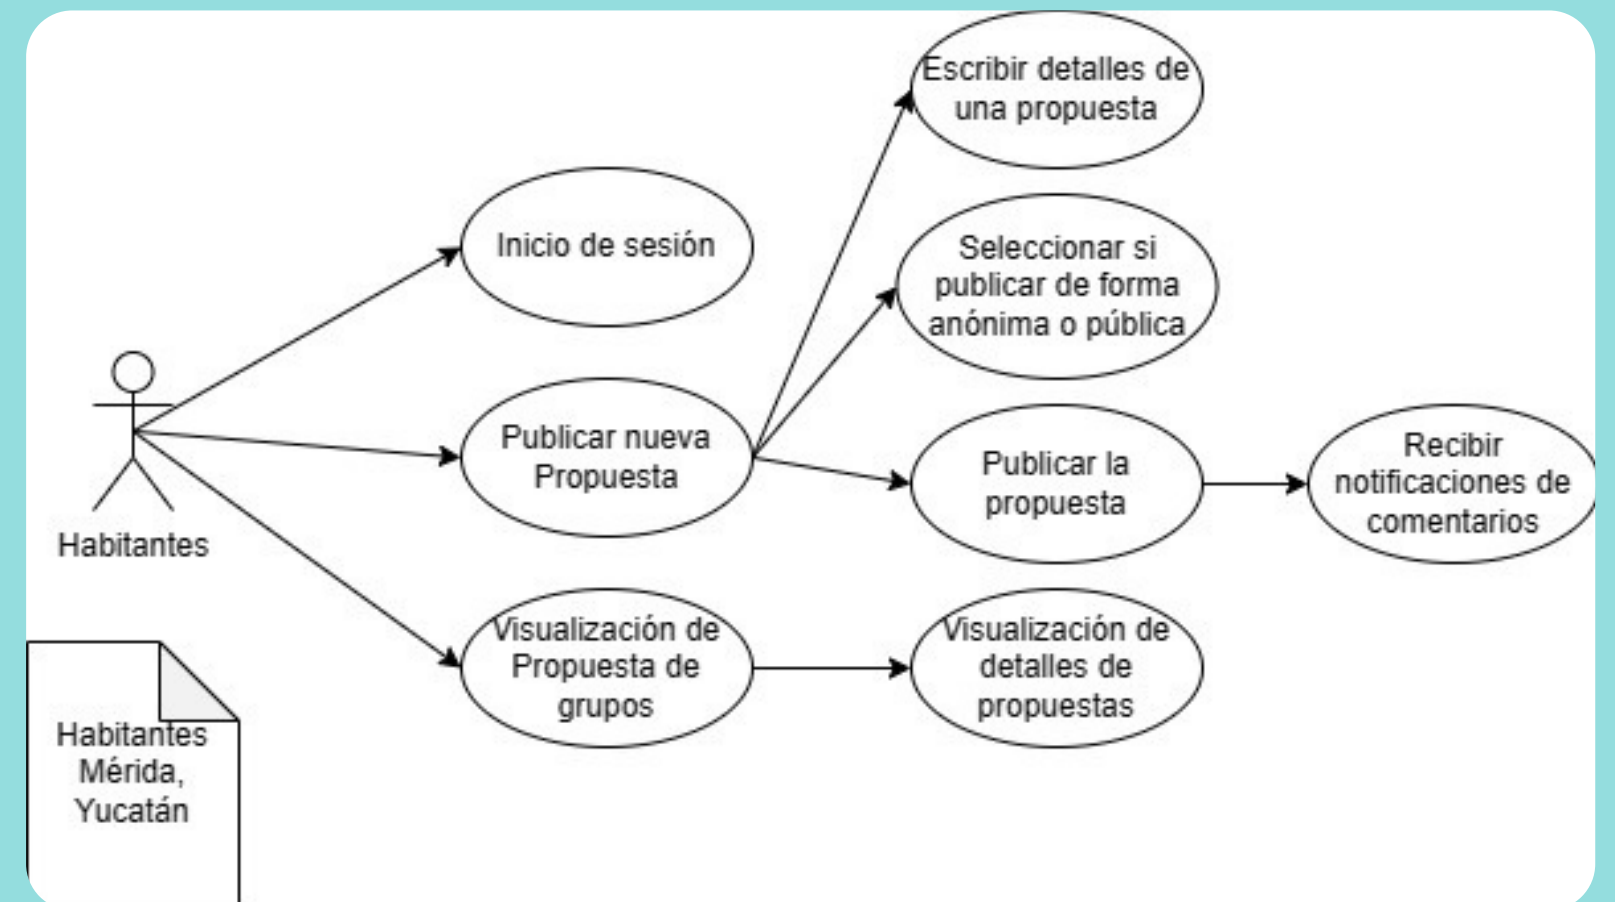 Escribir detalles de
una propuesta
Inicio de sesión
Seleccionar si
publicar de forma
anónima o pública
Publicar nueva
Propuesta
Publicar la
propuesta
Recibir
notificaciones de
comentarios
Habitantes
Visualización de
Propuesta de
grupos
Visualización de
detalles de
propuestas
Habitantes
Mérida,
Yucatán